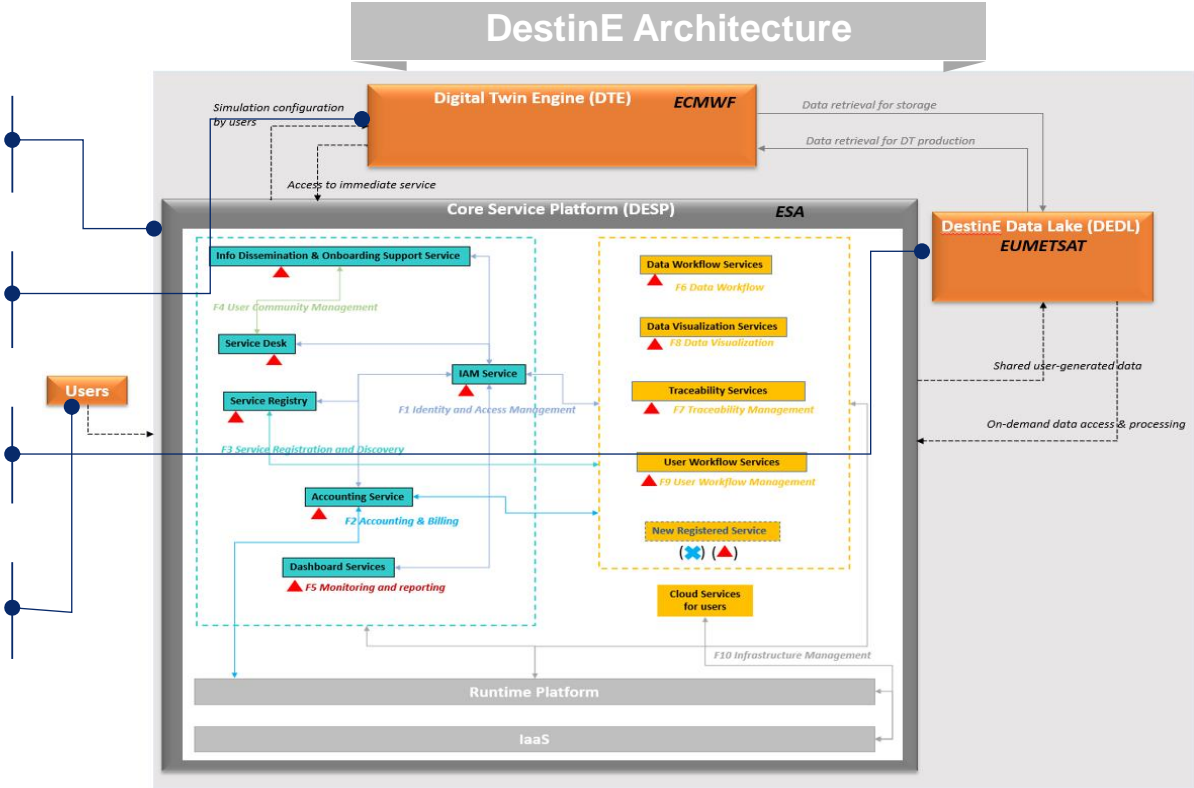 DestinE Architecture
Digital Twin Engine (DTE)
ECMWF
Simulation configuration
by users
Data retrieval for storage
Data retrieval for DT production
Access to immediate service
Core Service Platform (DESP)
ESA
DestinE Data Lake (DEDL)
EUMETSAT
Info Dissemination & Onboarding Support Service
F4 User Community Management
Service Desk
IAM Service
F1 Identity and Access Management
Service Registry
F3 Service Registration and Discovery
Accounting Service
F2 Accounting & Billing
Dashboard Services
F5 Monitoring and reporting
Data Workflow Services
F6 Data Workflow
Data Visualization Services
F8 Data Visualization
Traceability Services
F7 Traceability Management
User Workflow Services
F9 User Workflow Management
New Registered Service
( ) ( )
Cloud Services
for users
F10 Infrastructure Management
Runtime Platform
IaaS
Users
Shared user-generated data
On-demand data access & processing